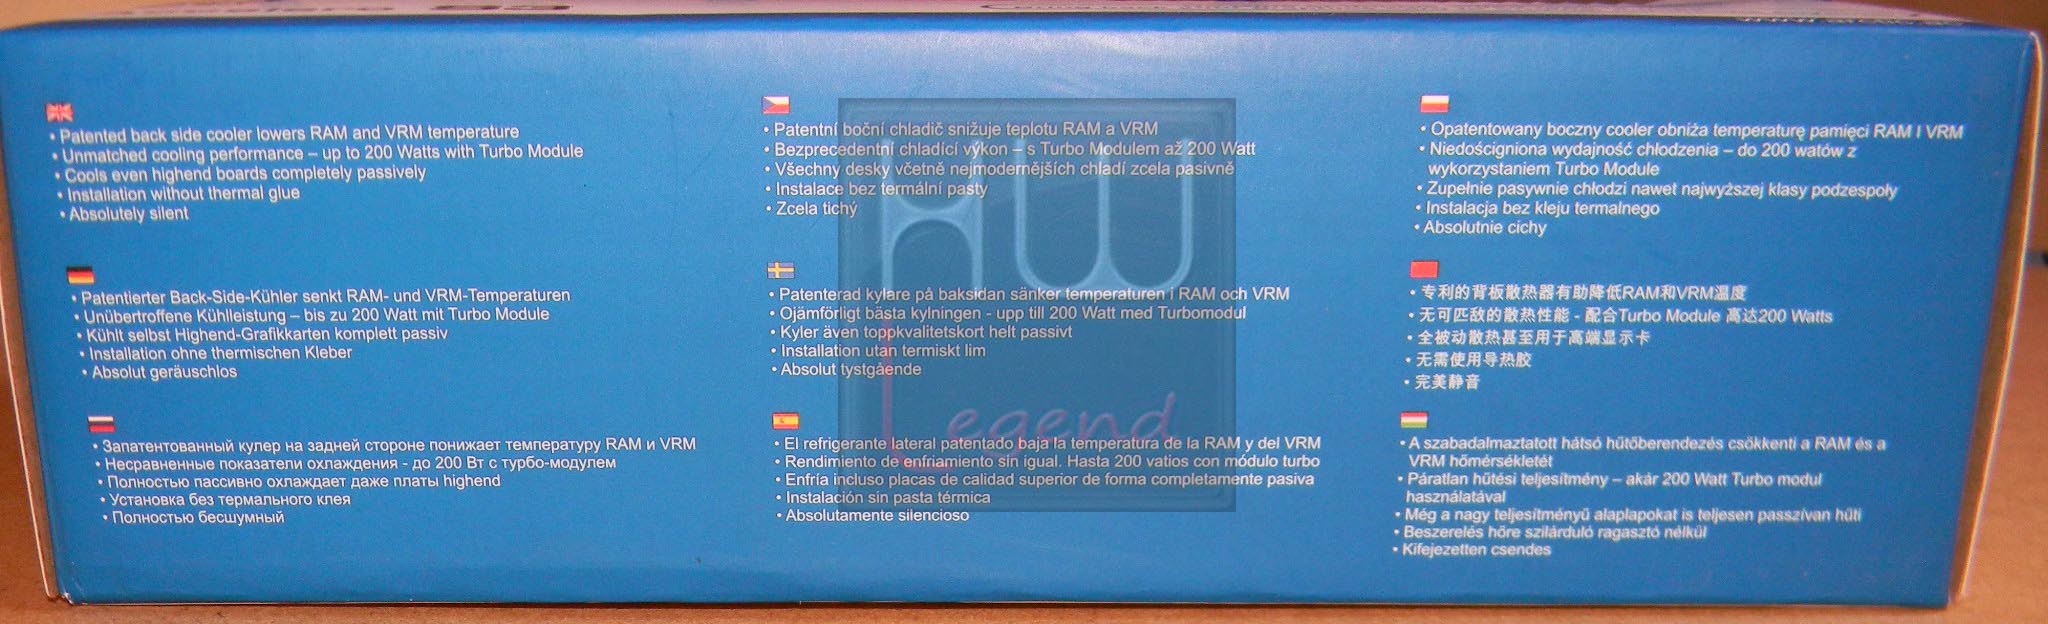 • Patented back side cooler lowers RAM and VRM temperature
• Unmatched cooling performance – up to 200 Watts with Turbo Module
• Cools even highend boards completely passively
• Installation without thermal glue
• Absolutely silent
• Patentierter Back-Side-Kühler senkt RAM- und VRM-Temperaturen
• Unübertroffene Kühlleistung – bis zu 200 Watt mit Turbo Module
• Kühlt selbst Highend-Grafikkarten komplett passiv
• Installation ohne thermischen Kleber
• Absolut geräuschlos
• Запатентованный кулер на задней стороне понижает температуру RAM и VRM
• Несравненные показатели охлаждения - до 200 Вт с турбо-модулем
• Полностью пассивно охлаждает даже платы highend
• Установка без термального клея
• Полностью бесшумный
• Patentní boční chladič snižuje teplotu RAM a VRM
• Bezprecedentní chladící výkon – s Turbo Modulem až 200 Watt
• Všechny desky včetně nejmodernějších chladí zcela pasivně
• Instalace bez termální pasty
• Zcela tichý
• Patenterad kylare på baksidan sänker temperaturen i RAM och VRM
• Ojämförligt bästa kylningen - upp till 200 Watt med Turbomodul
• Kyler även toppkvalitetskort helt passivt
• Installation utan termiskt lim
• Absolut tystgående
• El refrigerante lateral patentado baja la temperatura de la RAM y del VRM
• Rendimiento de enfriamiento sin igual. Hasta 200 vatios con módulo turbo
• Enfría incluso placas de calidad superior de forma completamente pasiva
• Instalación sin pasta térmica
• Absolutamente silencioso
• Opatentowany boczny cooler obniża temperaturę pamięci RAM I VRM
• Niedościgniona wydajność chłodzenia – do 200 watów z
wykorzystaniem Turbo Module
• Zupełnie pasywnie chłodzi nawet najwyższej klasy podzespoły
• Instalacja bez kleju termalnego
• Absolutnie cichy
• 专利的背板散热器有助降低RAM和VRM温度
• 无可匹敌的散热性能 - 配合Turbo Module 高达200 Watts
• 全被动散热甚至用于高端显示卡
• 无需使用导热胶
• 完美静音
• A szabadalmaztatott hátsó hűtőberendezés csökkenti a RAM és a
VRM hőmérsékletét
• Páratlan hűtési teljesítmény – akár 200 Watt Turbo modul
használatával
• Még a nagy teljesítményű alaplapokat is teljesen passzívan hűti
• Beszerelés hőre szilárduló ragasztó nélkül
• Kifejezetten csendes
HW
Legend